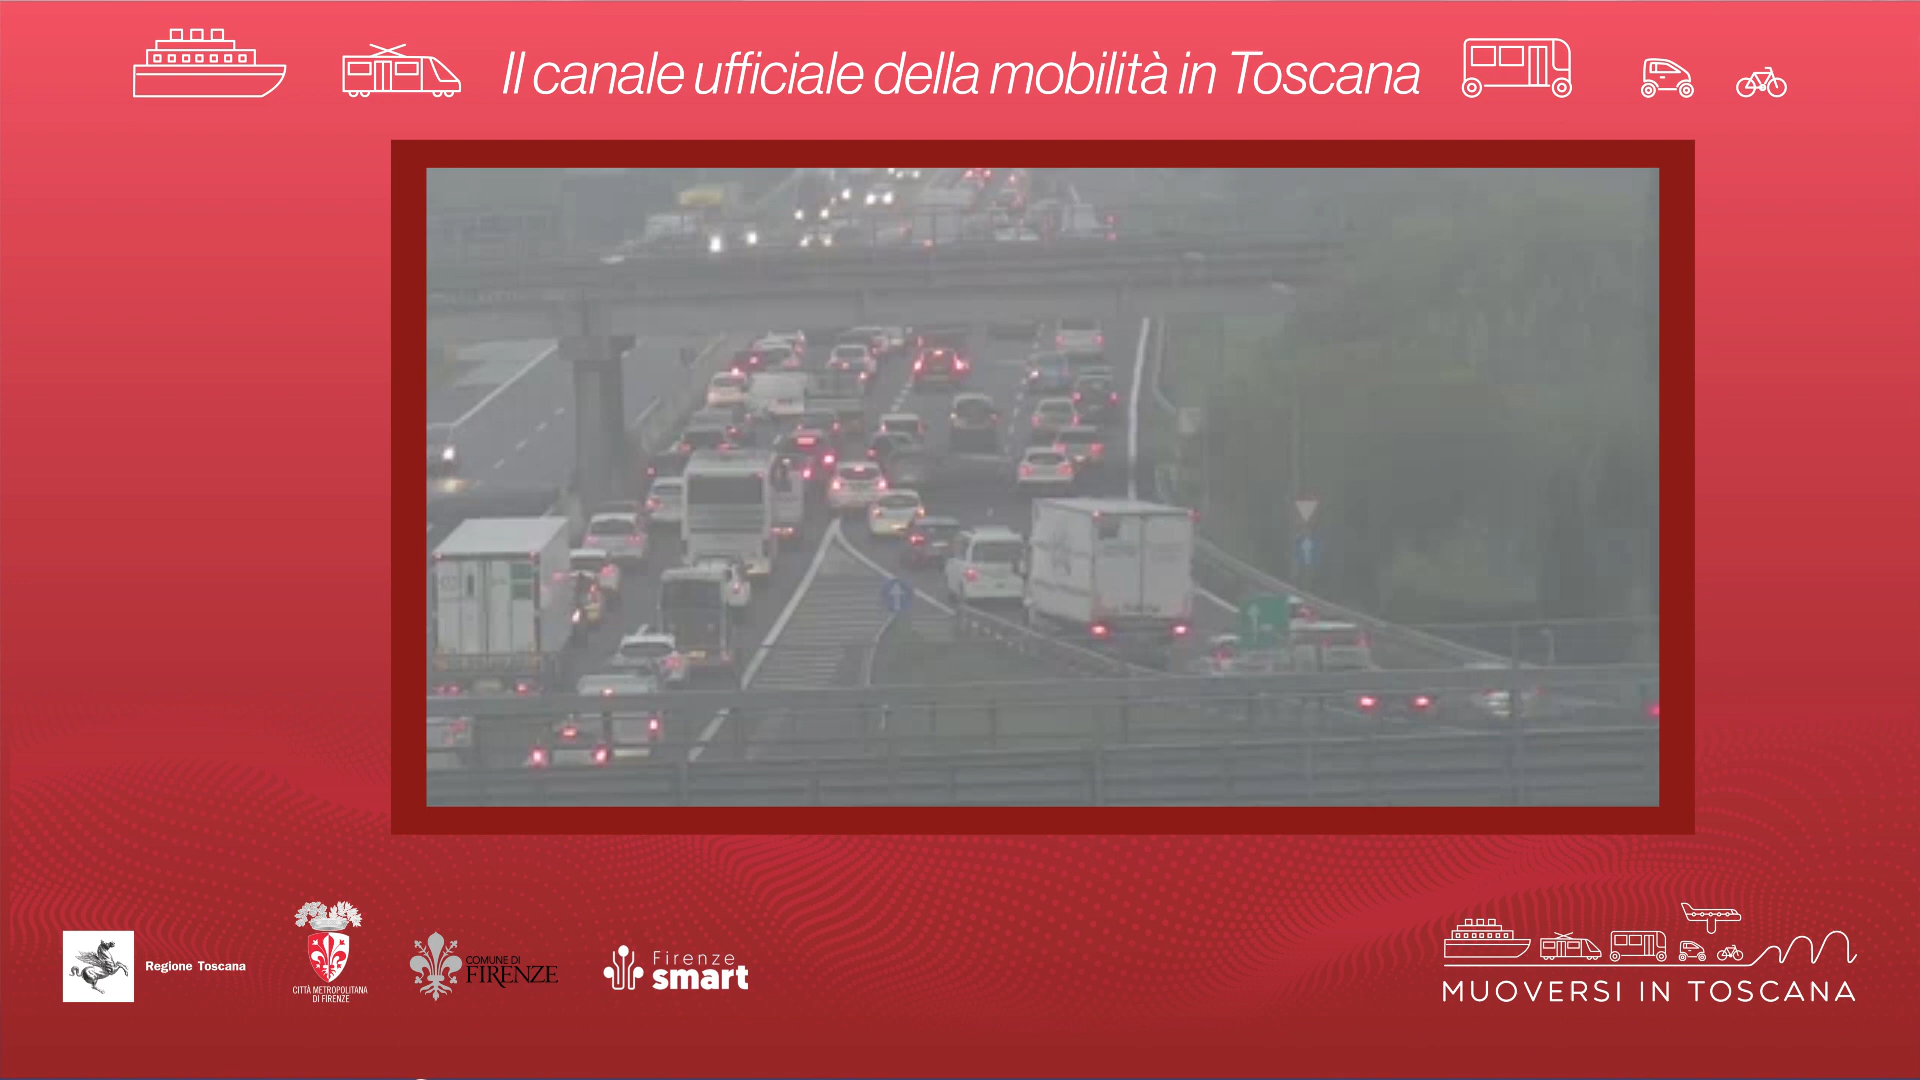 Il canale ufficiale della mobilità in Toscana
Regione Toscana
CITTÀ METROPOLITANA
DI FIRENZE
COMUNE DI
FIRENZE
Firenze
smart
MUOVERSI IN TOSCANA